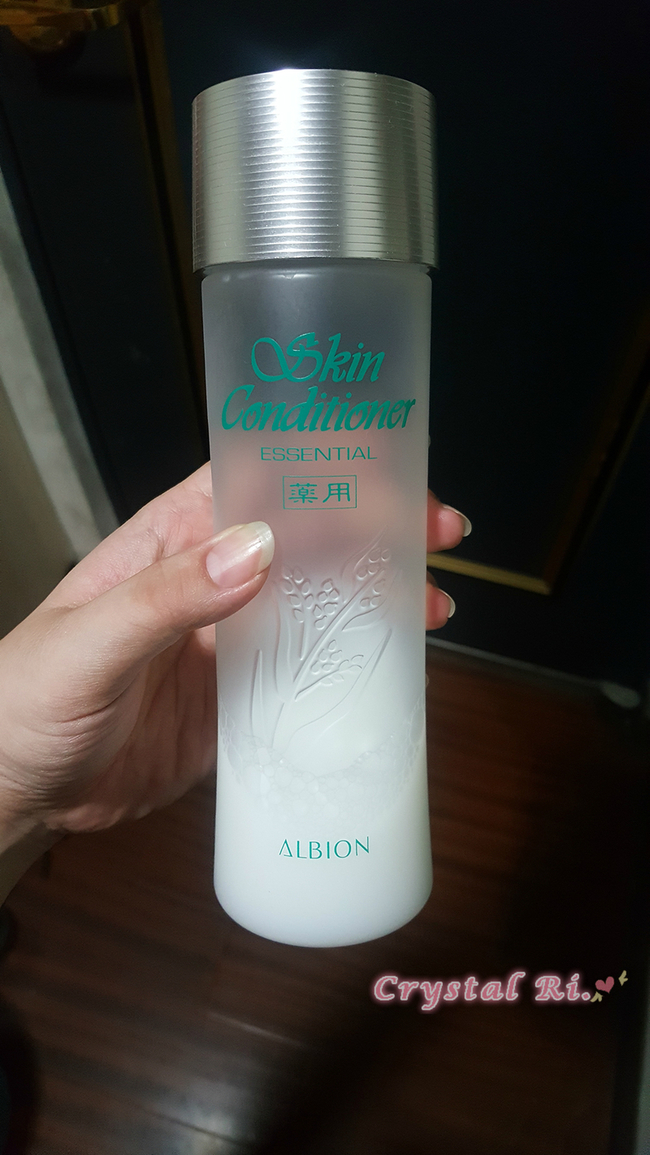 Skin
Conditioner
ESSENTIAL
薬用
ALBION
Crystal Ri.